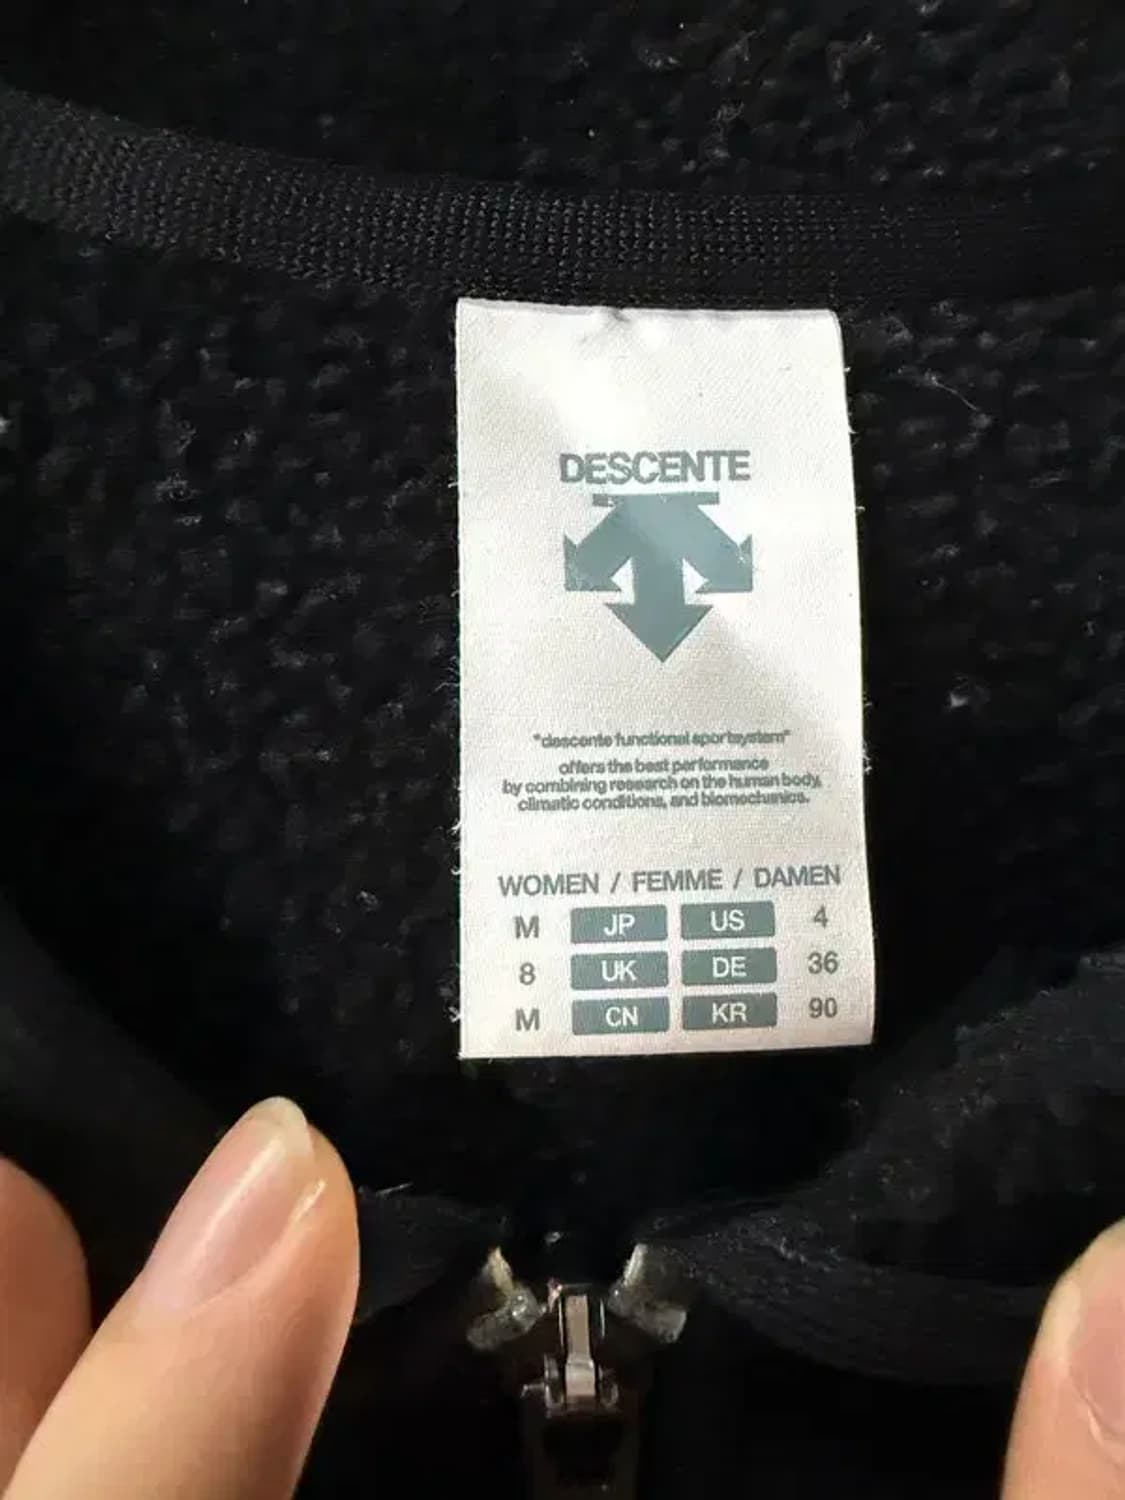 DESCENTE
"descente functional sportsystem"
offers the best performance
by combining research on the human body,
climatic conditions, and biomechanics.
WOMEN / FEMME / DAMEN
M JP US 4
8 UK DE 36
M CN KR 90